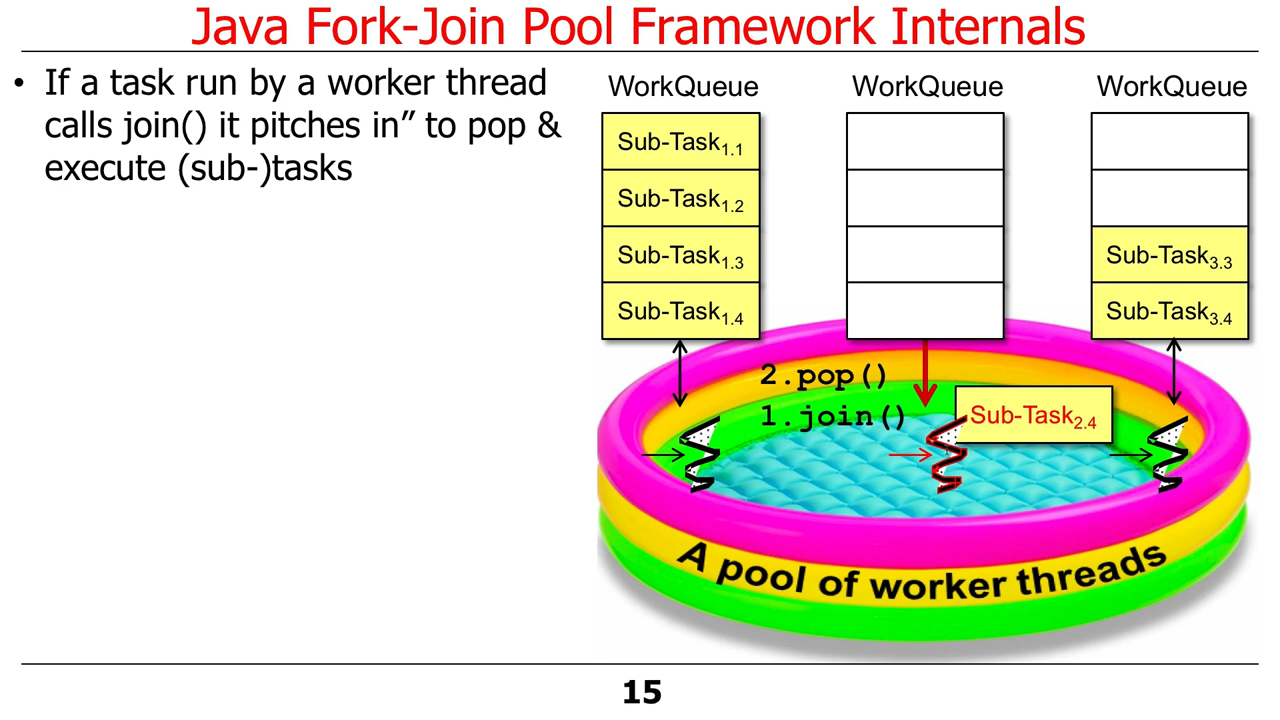 Java Fork-Join Pool Framework Internals
• If a task run by a worker thread
calls join() it pitches in” to pop &
execute (sub-)tasks
WorkQueue
Sub-Task1.1
Sub-Task1.2
Sub-Task1.3
Sub-Task1.4
WorkQueue
WorkQueue
Sub-Task3.3
Sub-Task3.4
2.pop()
1.join()
Sub-Task2.4
A pool of worker threads
15